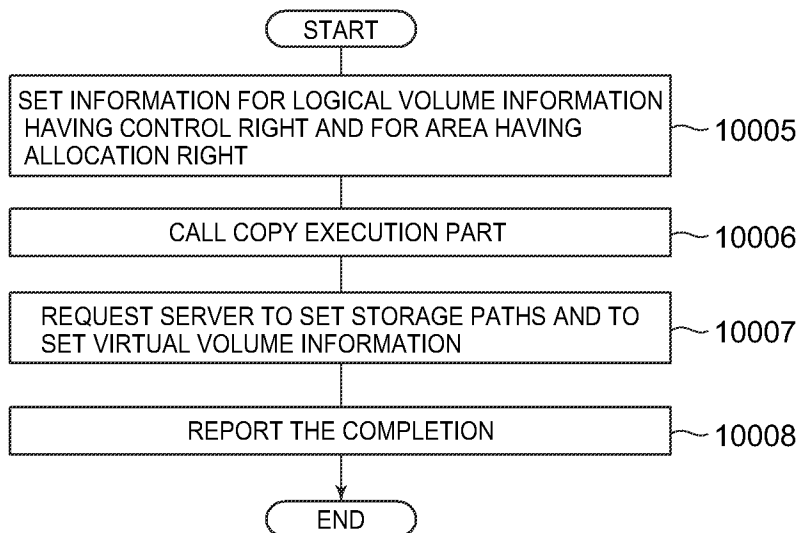 START
SET INFORMATION FOR LOGICAL VOLUME INFORMATION
HAVING CONTROL RIGHT AND FOR AREA HAVING
ALLOCATION RIGHT
10005
CALL COPY EXECUTION PART
10006
REQUEST SERVER TO SET STORAGE PATHS AND TO
SET VIRTUAL VOLUME INFORMATION
10007
REPORT THE COMPLETION
10008
END